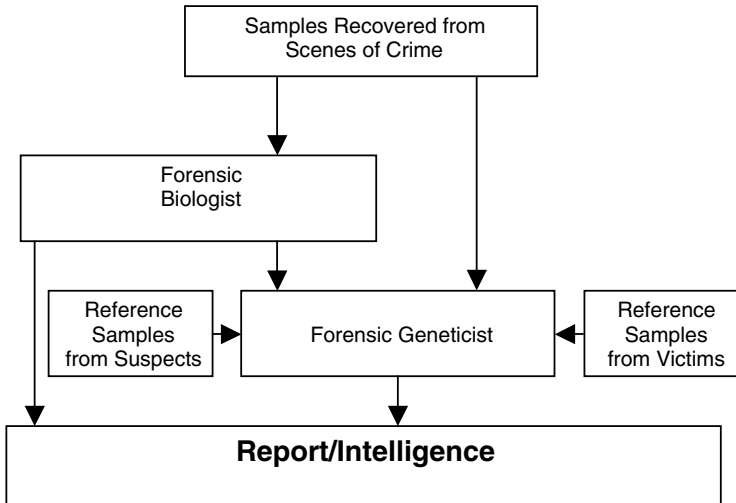 Samples Recovered from
Scenes of Crime
Forensic
Biologist
Reference
Samples
from Suspects
Forensic Geneticist
Reference
Samples
from Victims
Report/Intelligence